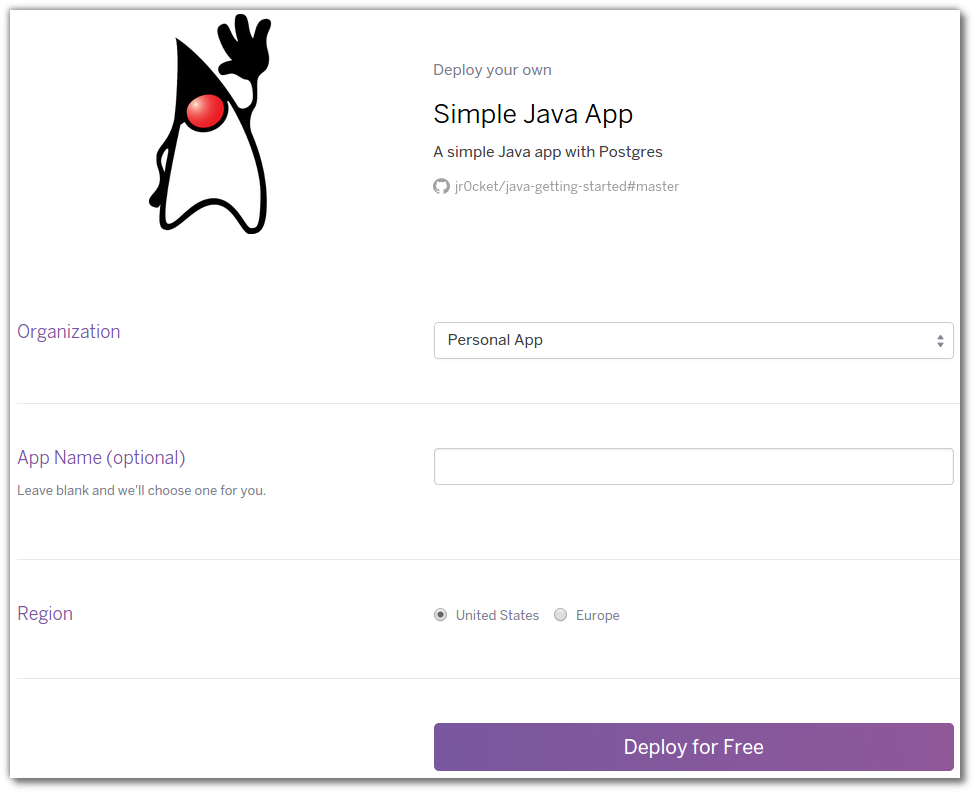 Deploy your own
Simple Java App
A simple Java app with Postgres
jr0cket/java-getting-started#master
Organization
Personal App
App Name (optional)
Leave blank and we'll choose one for you.
Region
United States
Europe
Deploy for Free